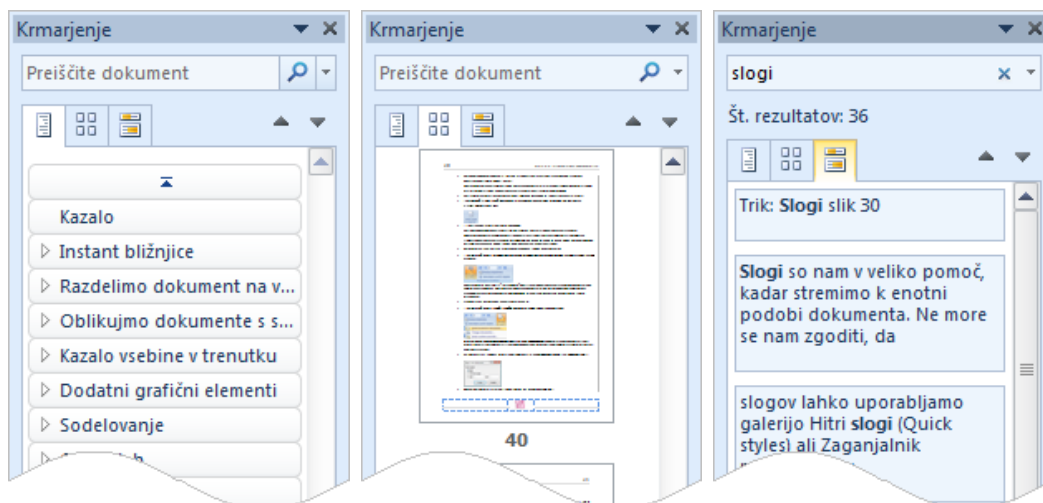 Krmarjenje
Preiščite dokument
Kazalo
Instant bližnjice
Razdelimo dokument na v...
Oblikujmo dokumente s s...
Kazalo vsebine v trenutku
Dodatni grafični elementi
Sodelovanje
Krmarjenje
Preiščite dokument
40
Krmarjenje
slogi
Št. rezultatov: 36
Trik: Slogi slik 30
Slogi so nam v veliko pomoč,
kadar stremimo k enotni
podobi dokumenta. Ne more
se nam zgoditi, da
slogov lahko uporabljamo
galerijo Hitri slogi (Quick
styles) ali Zaganjalnik